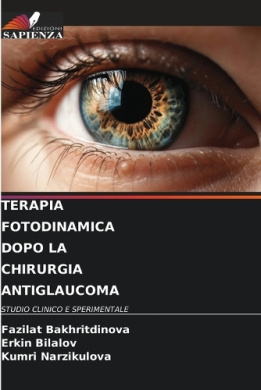 EDIZIONI
SAPIENZA
TERAPIA
FOTODINAMICA
DOPO LA
CHIRURGIA
ANTIGLAUCOMA
STUDIO CLINICO E SPERIMENTALE
Fazilat Bakhritdinova
Erkin Bilalov
Kumri Narzikulova